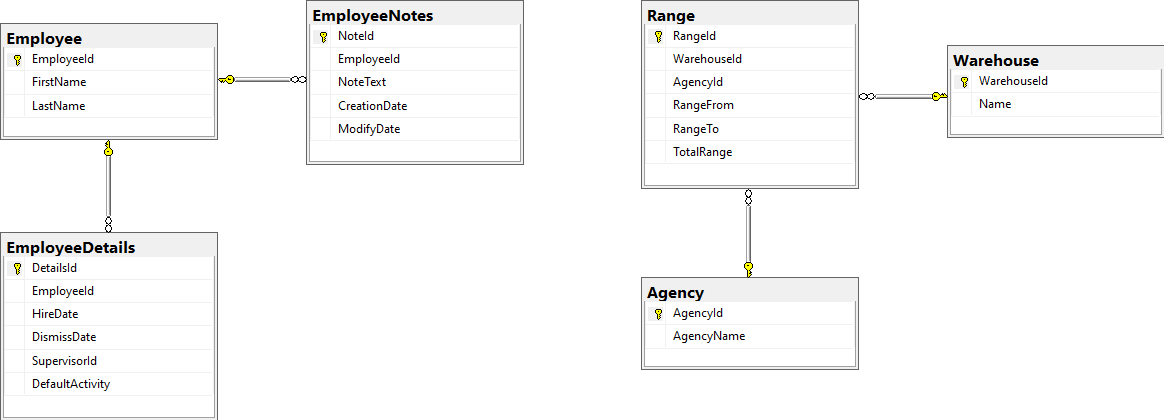 Employee
EmployeeId
FirstName
LastName
EmployeeNotes
NoteId
EmployeeId
NoteText
CreationDate
ModifyDate
EmployeeDetails
DetailsId
EmployeeId
HireDate
DismissDate
SupervisorId
DefaultActivity
Range
RangeId
WarehouseId
AgencyId
RangeFrom
RangeTo
TotalRange
Warehouse
WarehouseId
Name
Agency
AgencyId
AgencyName